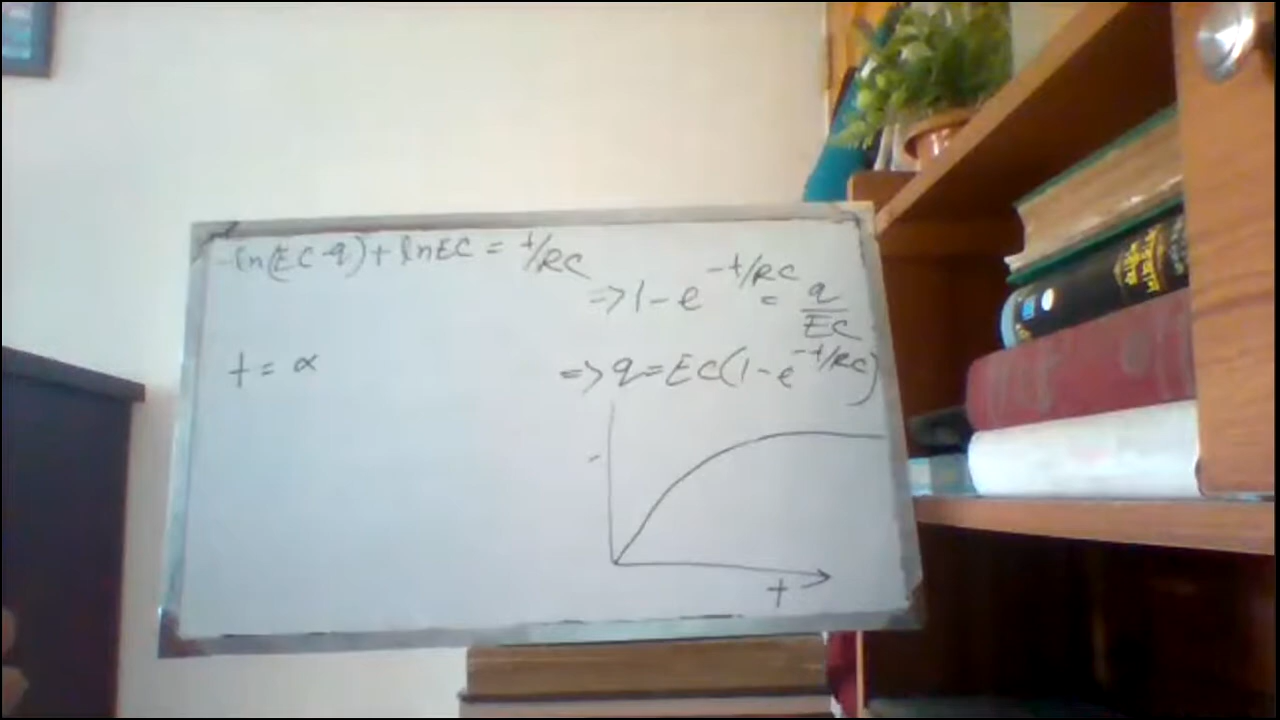 -ln(EC-q)+lnEC = t/RC
=> 1-e^-t/RC = q/EC
t = α
=> q=EC(1-e^-t/RC)
t